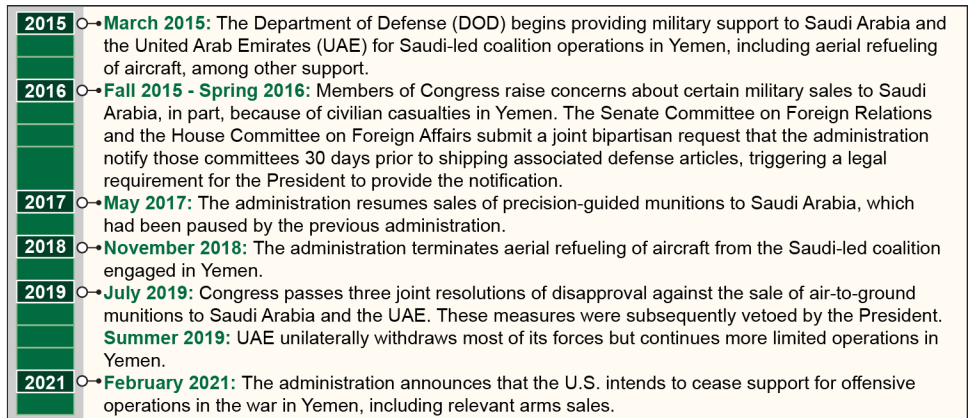 2015 March 2015: The Department of Defense (DOD) begins providing military support to Saudi Arabia and
the United Arab Emirates (UAE) for Saudi-led coalition operations in Yemen, including aerial refueling
of aircraft, among other support.
2016 Fall 2015 - Spring 2016: Members of Congress raise concerns about certain military sales to Saudi
Arabia, in part, because of civilian casualties in Yemen. The Senate Committee on Foreign Relations
and the House Committee on Foreign Affairs submit a joint bipartisan request that the administration
notify those committees 30 days prior to shipping associated defense articles, triggering a legal
requirement for the President to provide the notification.
2017 May 2017: The administration resumes sales of precision-guided munitions to Saudi Arabia, which
had been paused by the previous administration.
2018 November 2018: The administration terminates aerial refueling of aircraft from the Saudi-led coalition
engaged in Yemen.
2019 July 2019: Congress passes three joint resolutions of disapproval against the sale of air-to-ground
munitions to Saudi Arabia and the UAE. These measures were subsequently vetoed by the President.
Summer 2019: UAE unilaterally withdraws most of its forces but continues more limited operations in
Yemen.
2021 February 2021: The administration announces that the U.S. intends to cease support for offensive
operations in the war in Yemen, including relevant arms sales.